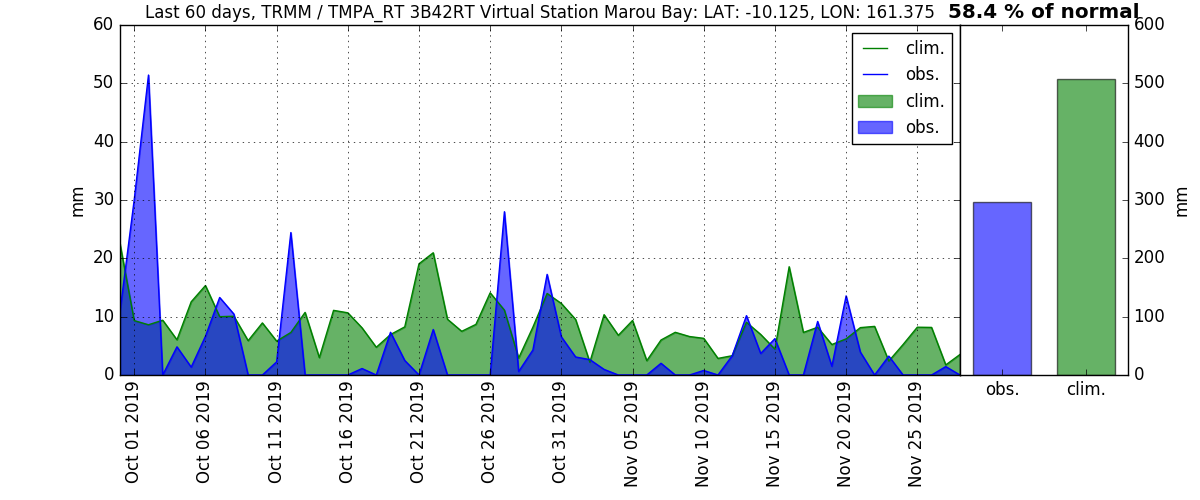 Last 60 days, TRMM / TMPA_RT 3B42RT Virtual Station Marou Bay: LAT: -10.125, LON: 161.375
58.4 % of normal
60
50
40
30
20
10
0
mm
clim.
obs.
clim.
obs.
600
500
400
300
200
100
0
mm
Oct 01 2019
Oct 06 2019
Oct 11 2019
Oct 16 2019
Oct 21 2019
Oct 26 2019
Oct 31 2019
Nov 05 2019
Nov 10 2019
Nov 15 2019
Nov 20 2019
Nov 25 2019
obs.
clim.